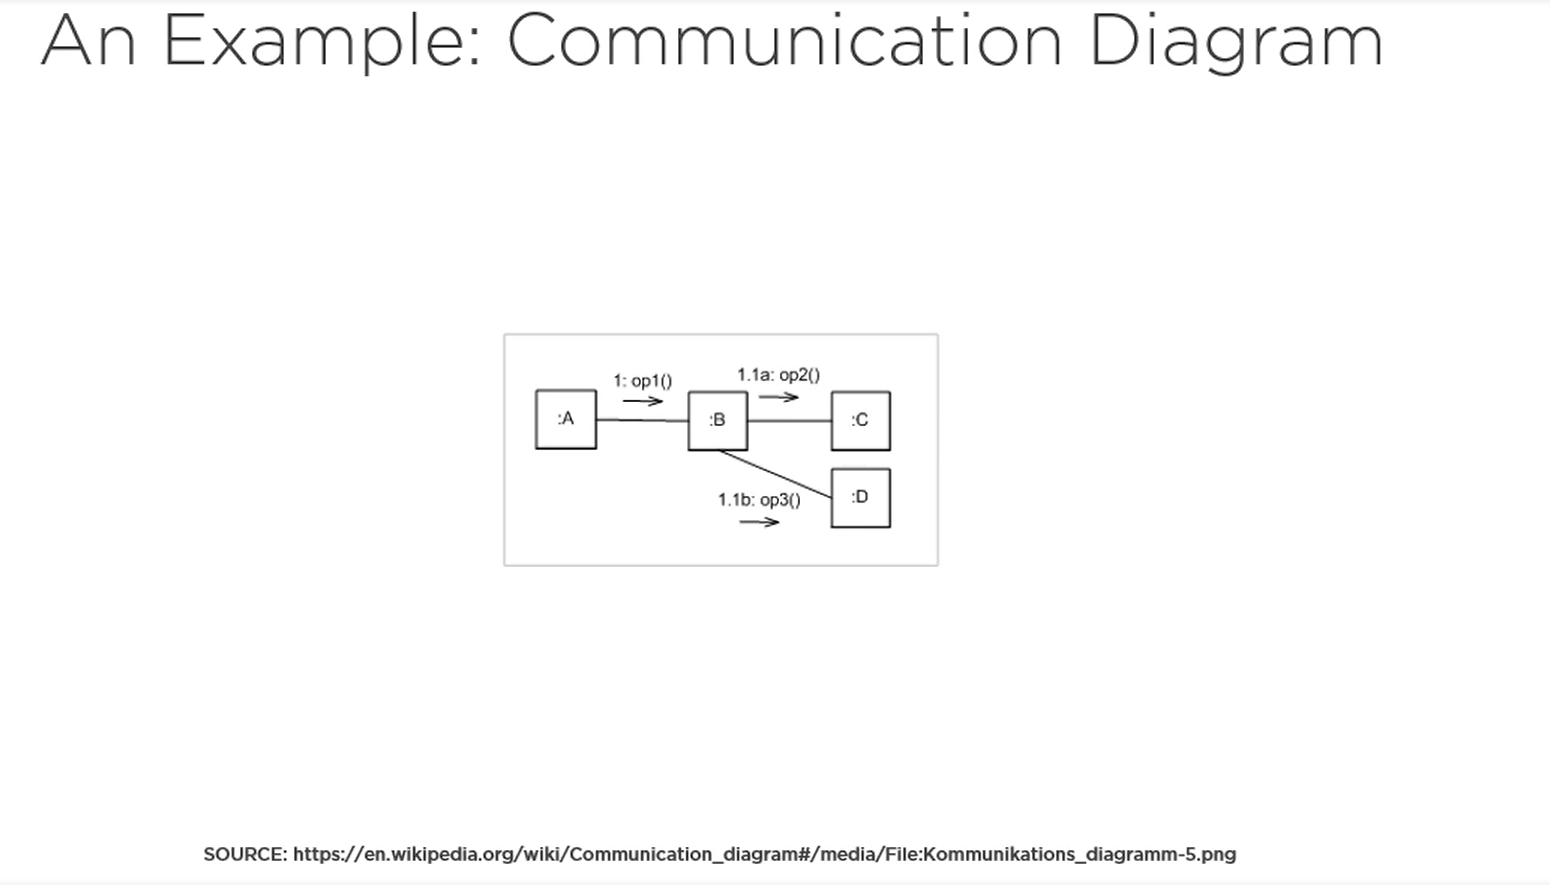 An Example: Communication Diagram
1: op1()
1.1a: op2()
:A
:B
:C
1.1b: op3()
:D
SOURCE: https://en.wikipedia.org/wiki/Communication_diagram#/media/File:Kommunikations_diagramm-5.png